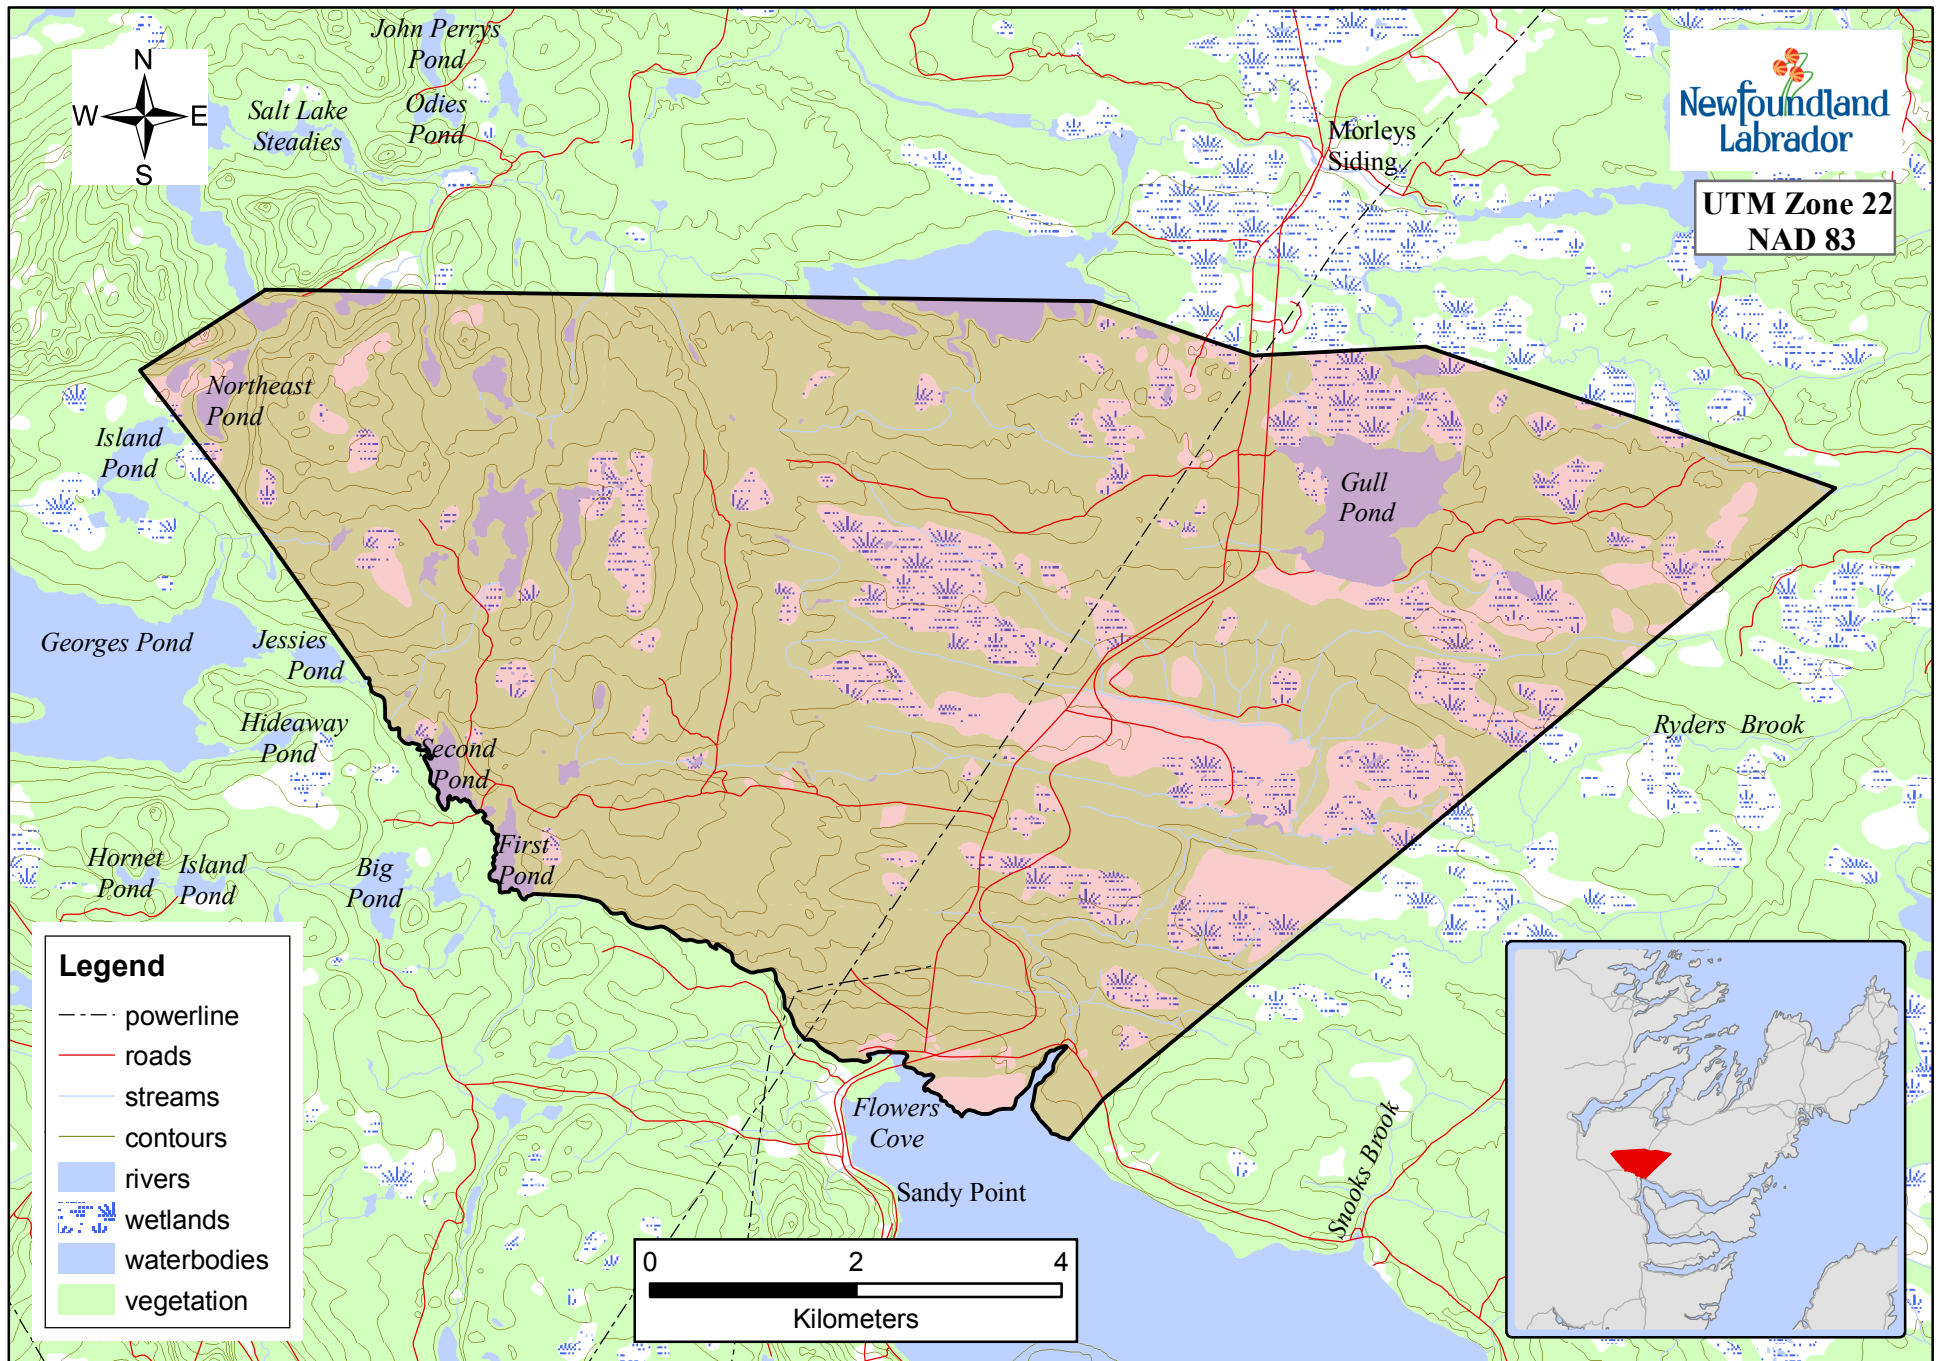 John Perrys
Pond
N
W E
S
Salt Lake
Steadies
Odies
Pond
Morleys
Siding
Newfoundland
Labrador
UTM Zone 22
NAD 83
Northeast
Pond
Island
Pond
Gull
Pond
Georges Pond
Jessies
Pond
Hideaway
Pond
Second
Pond
Ryders Brook
First
Pond
Hornet
Pond
Island
Pond
Big
Pond
Flowers
Cove
Sandy Point
Snooks Brook
Legend
powerline
roads
streams
contours
rivers
wetlands
waterbodies
vegetation
0 2 4
Kilometers